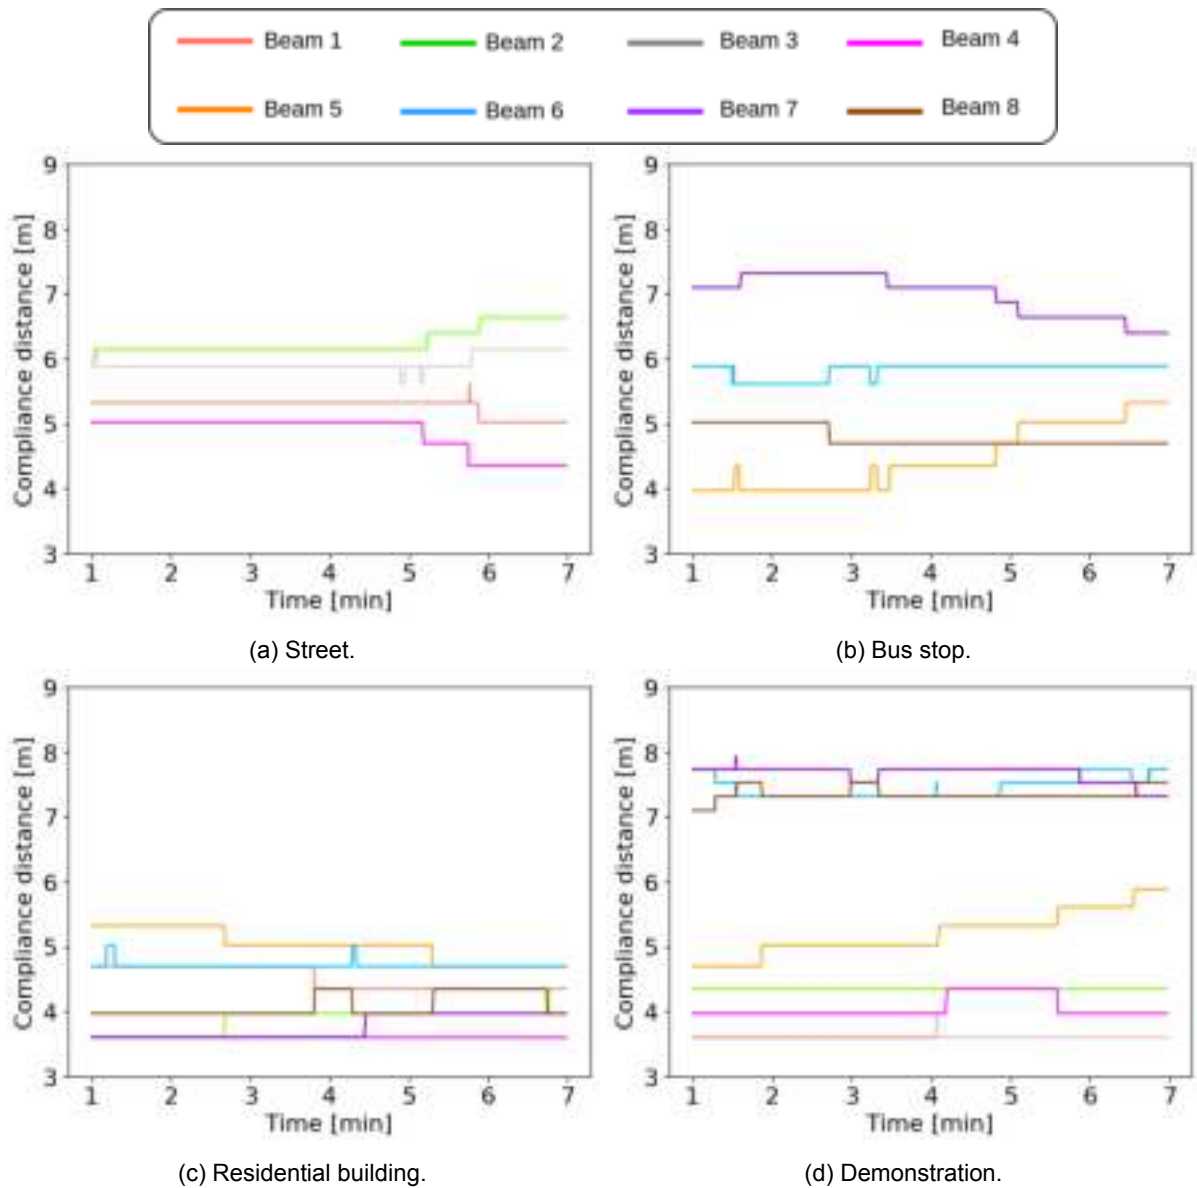 Beam 1 Beam 2 Beam 3 Beam 4
Beam 5 Beam 6 Beam 7 Beam 8
Compliance distance [m]
9
8
7
6
5
4
3
1 2 3 4 5 6 7
Time [min]
(a) Street.
Compliance distance [m]
9
8
7
6
5
4
3
1 2 3 4 5 6 7
Time [min]
(b) Bus stop.
Compliance distance [m]
9
8
7
6
5
4
3
1 2 3 4 5 6 7
Time [min]
(c) Residential building.
Compliance distance [m]
9
8
7
6
5
4
3
1 2 3 4 5 6 7
Time [min]
(d) Demonstration.